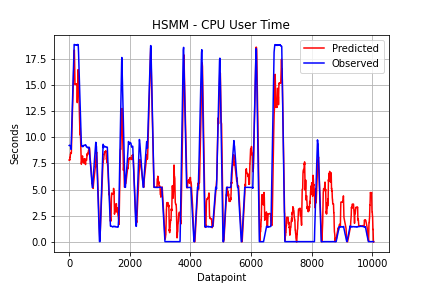 HSMM - CPU User Time
Predicted
Observed
17.5
15.0
12.5
10.0
7.5
5.0
2.5
0.0
Seconds
0 2000 4000 6000 8000 10000
Datapoint